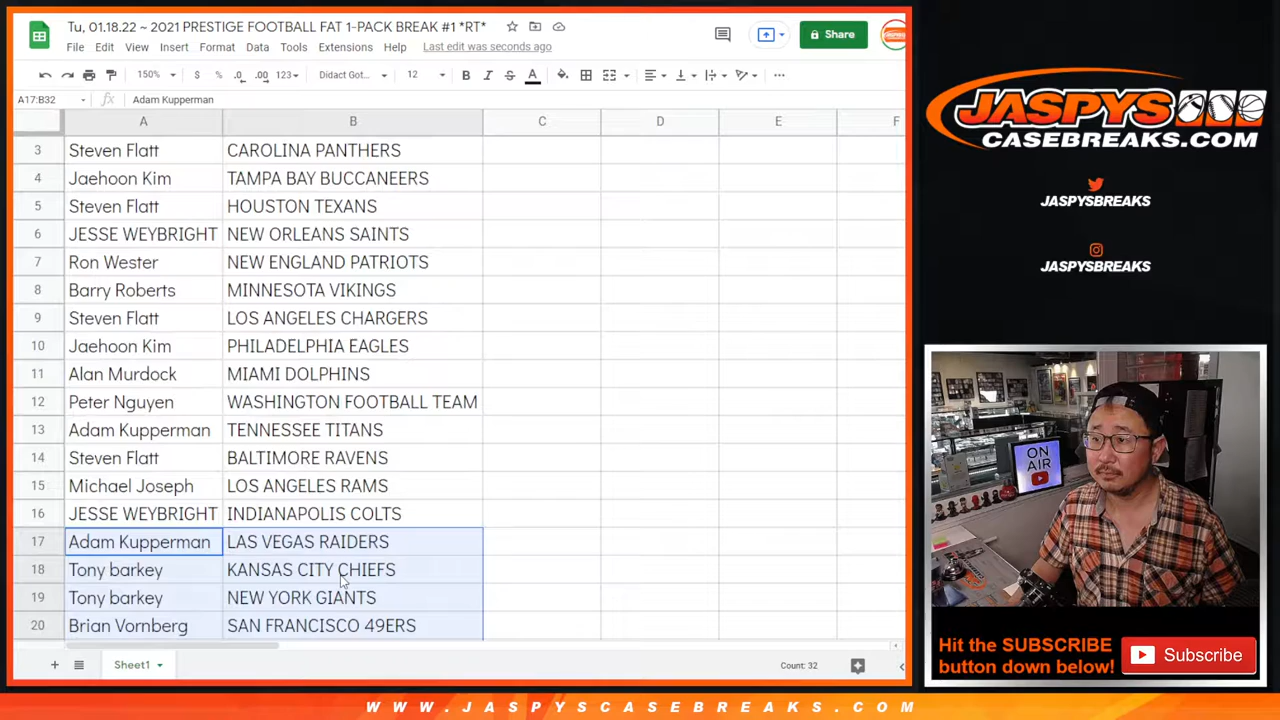 Tu, 01.18.22 ~ 2021 PRESTIGE FOOTBALL FAT 1-PACK BREAK #1 *RT*
File Edit View Insert Format Data Tools Extensions Help Last edit was seconds ago
Share
150% $ % .0 .00 123 Didact Got... 12 B I S A
A17:B32 fx Adam Kupperman
A B C D E F
3 Steven Flatt CAROLINA PANTHERS
4 Jaehoon Kim TAMPA BAY BUCCANEERS
5 Steven Flatt HOUSTON TEXANS
6 JESSE WEYBRIGHT NEW ORLEANS SAINTS
7 Ron Wester NEW ENGLAND PATRIOTS
8 Barry Roberts MINNESOTA VIKINGS
9 Steven Flatt LOS ANGELES CHARGERS
10 Jaehoon Kim PHILADELPHIA EAGLES
11 Alan Murdock MIAMI DOLPHINS
12 Peter Nguyen WASHINGTON FOOTBALL TEAM
13 Adam Kupperman TENNESSEE TITANS
14 Steven Flatt BALTIMORE RAVENS
15 Michael Joseph LOS ANGELES RAMS
16 JESSE WEYBRIGHT INDIANAPOLIS COLTS
17 Adam Kupperman LAS VEGAS RAIDERS
18 Tony barkey KANSAS CITY CHIEFS
19 Tony barkey NEW YORK GIANTS
20 Brian Vornberg SAN FRANCISCO 49ERS
Sheet1 Count: 32
JASPYS
CASEBREAKS.COM
JASPYSBREAKS
JASPYSBREAKS
ON
AIR
Hit the SUBSCRIBE
button down below!
Subscribe
WWW.JASPYSCASEBREAKS.COM